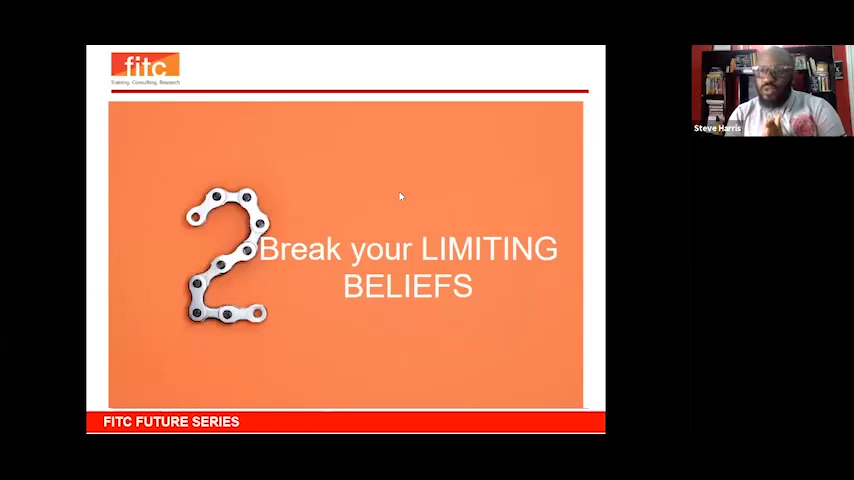 fitc
Training. Consulting. Research
Steve Harris
2
Break your LIMITING
BELIEFS
FITC FUTURE SERIES